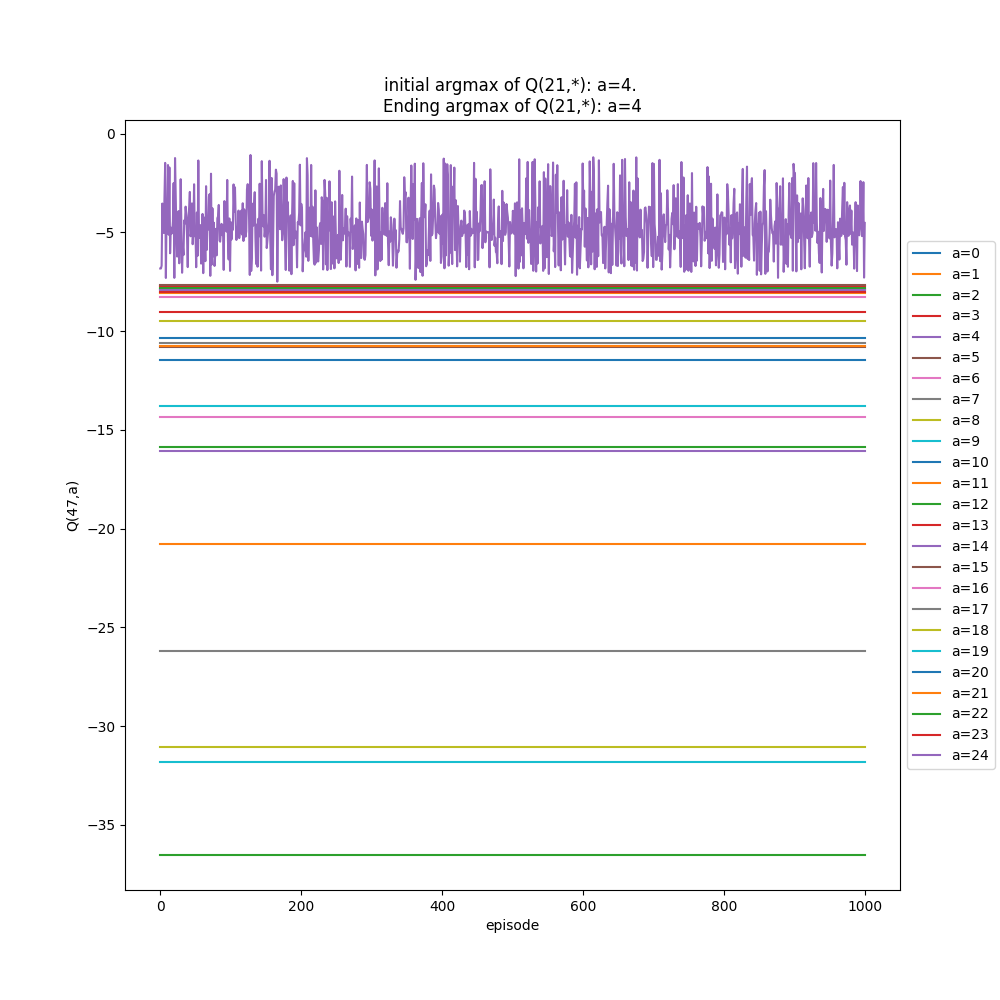 initial argmax of Q(21,*): a=4.
Ending argmax of Q(21,*): a=4
0
−5
−10
−15
−20
−25
−30
−35
Q(47,a)
0
200
400
600
800
1000
episode
a=0
a=1
a=2
a=3
a=4
a=5
a=6
a=7
a=8
a=9
a=10
a=11
a=12
a=13
a=14
a=15
a=16
a=17
a=18
a=19
a=20
a=21
a=22
a=23
a=24